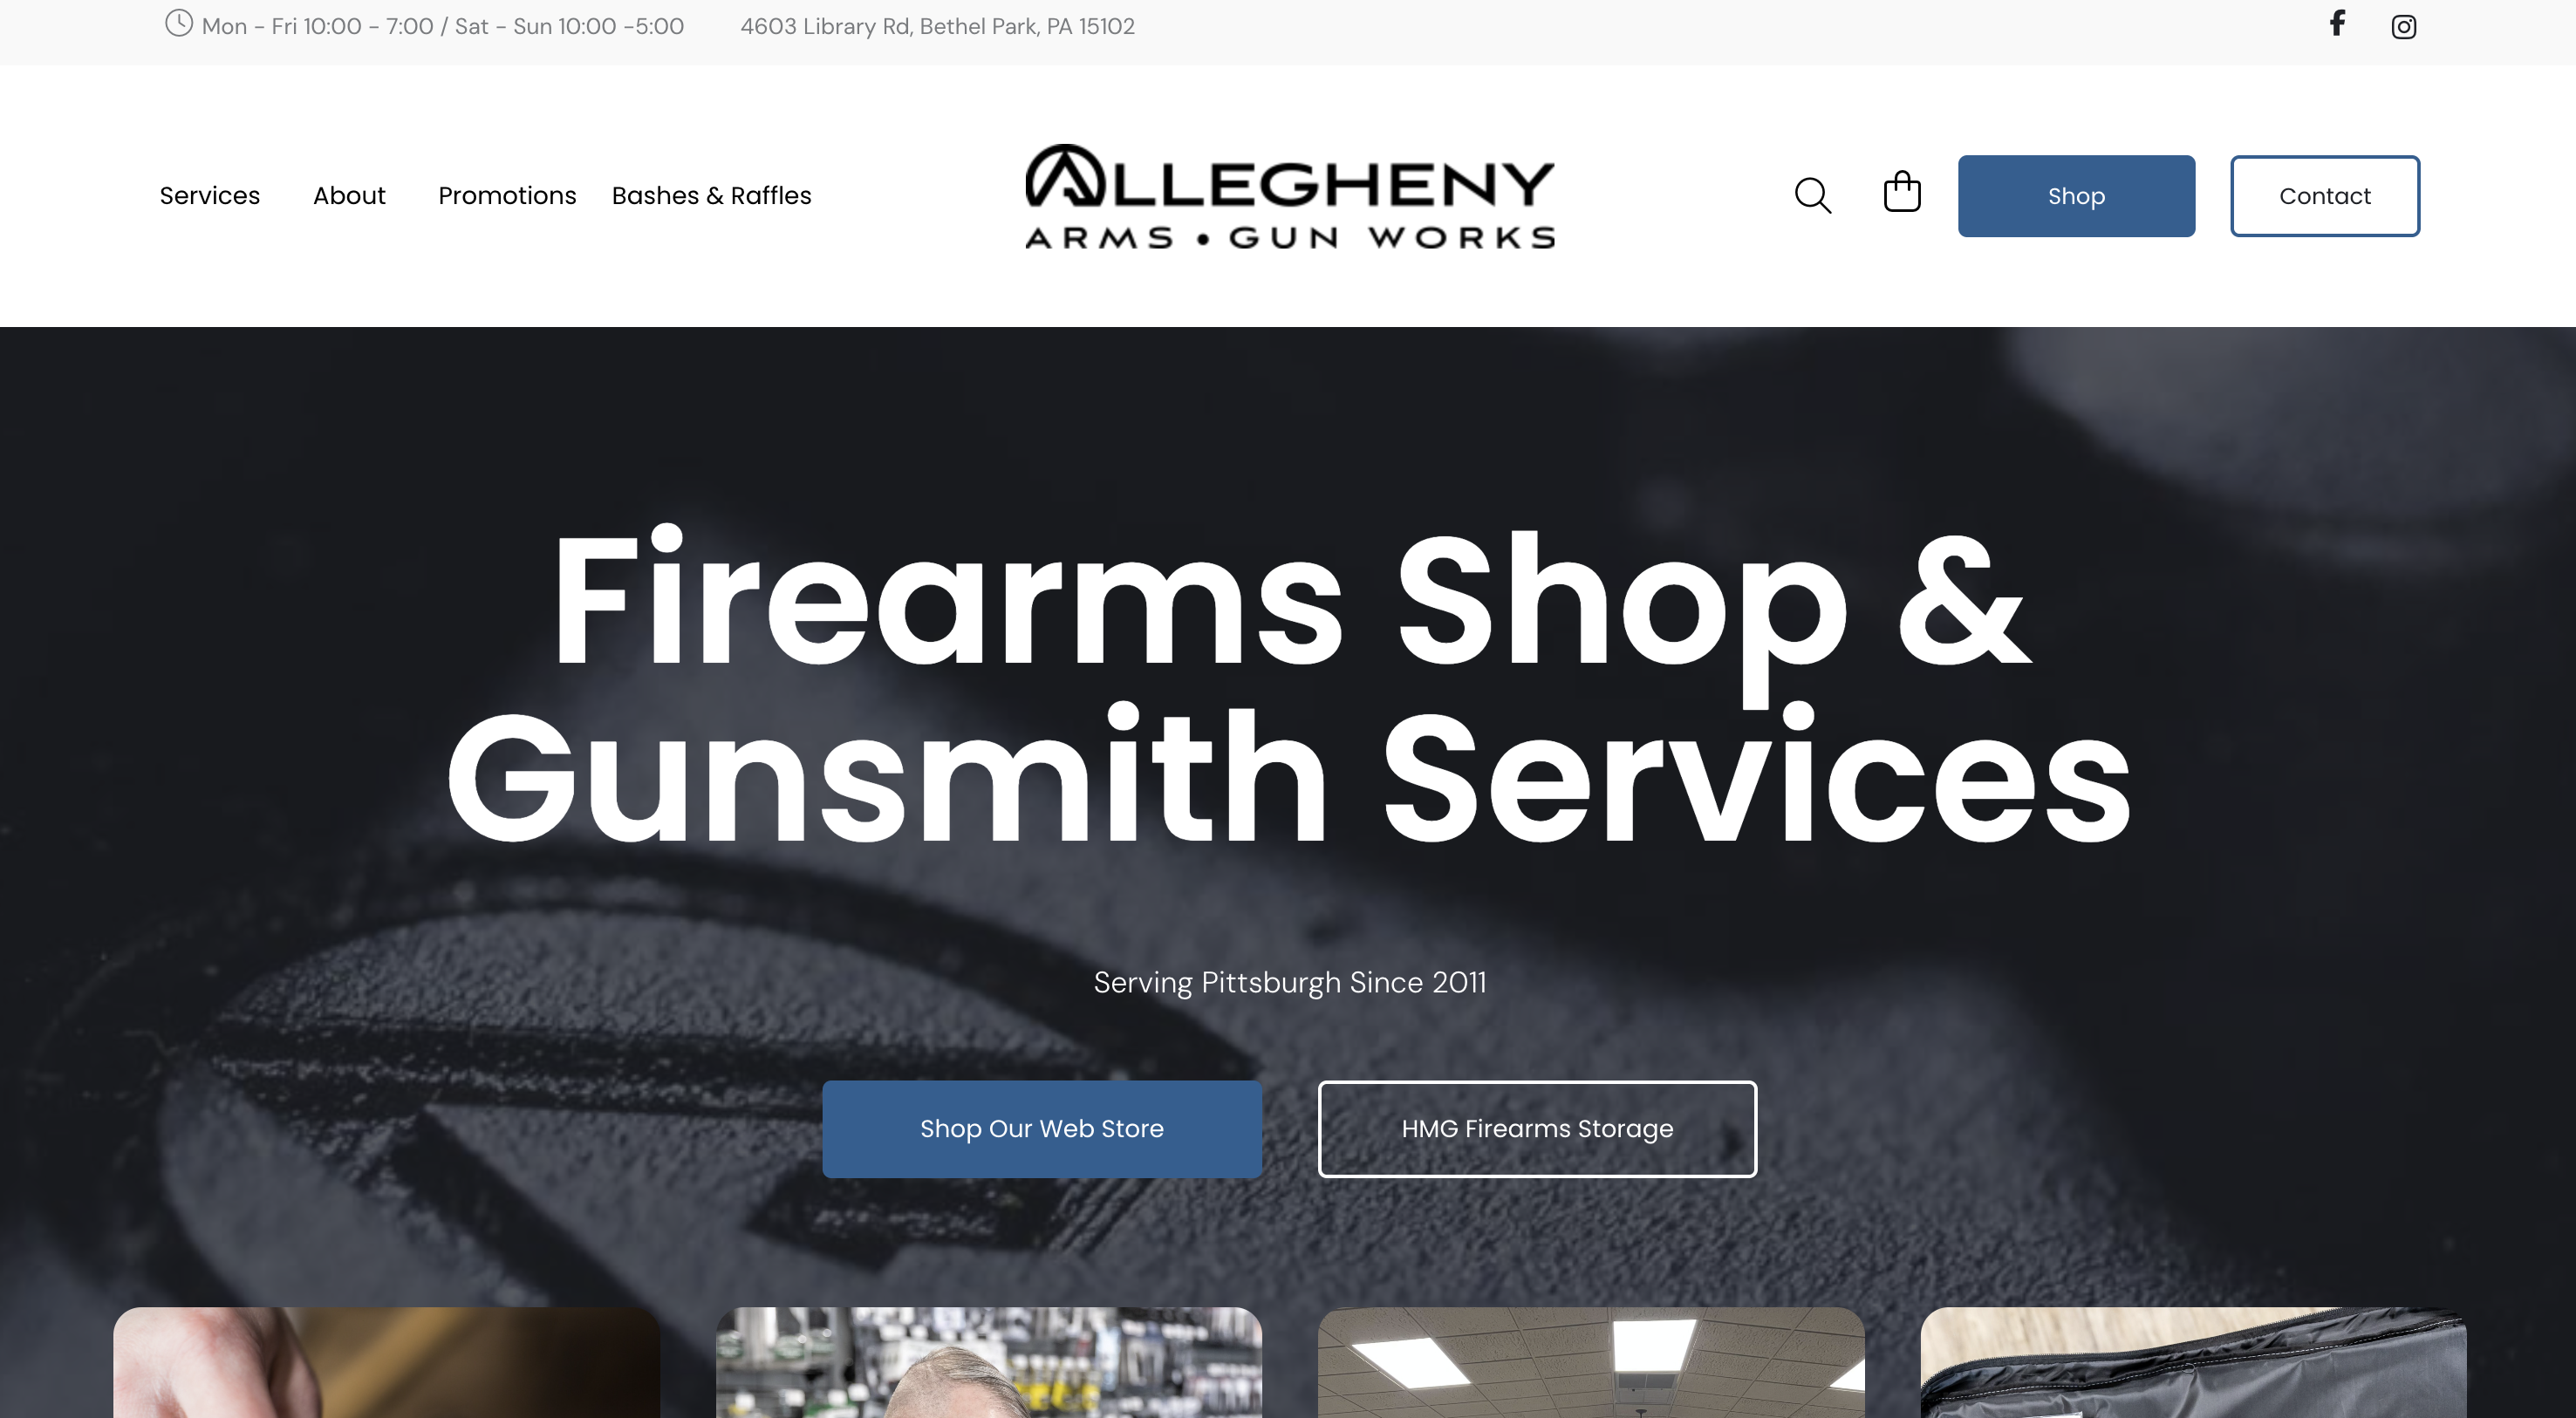 Mon - Fri 10:00 - 7:00 / Sat - Sun 10:00 -5:00
4603 Library Rd, Bethel Park, PA 15102
Services
About
Promotions
Bashes & Raffles
ALLEGHENY
ARMS • GUN WORKS
Shop
Contact
Firearms Shop &
Gunsmith Services
Serving Pittsburgh Since 2011
Shop Our Web Store
HMG Firearms Storage